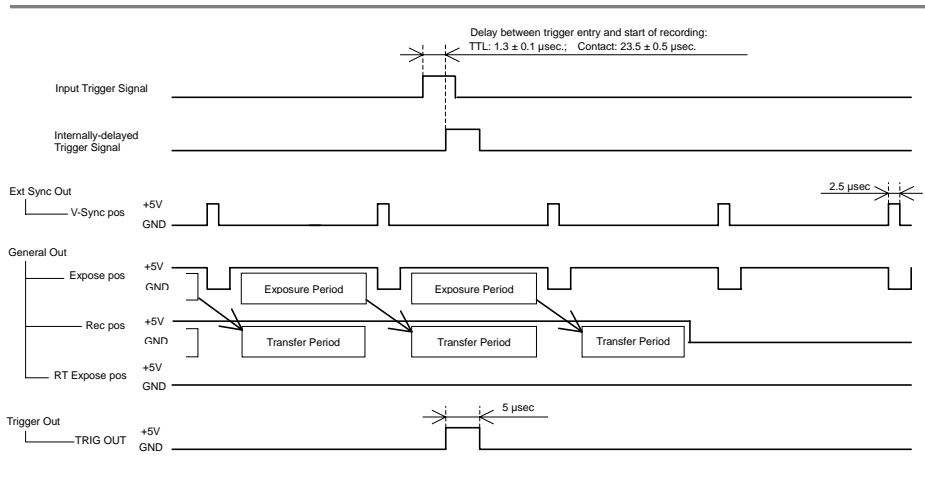 Delay between trigger entry and start of recording:
TTL: 1.3 ± 0.1 µsec.; Contact: 23.5 ± 0.5 µsec.
Input Trigger Signal
Internally-delayed
Trigger Signal
2.5 µsec
Ext Sync Out
V-Sync pos
+5V
GND
General Out
Expose pos
+5V
GND
Exposure Period
Exposure Period
Rec pos
+5V
GND
Transfer Period
Transfer Period
Transfer Period
RT Expose pos
+5V
GND
5 µsec
Trigger Out
TRIG OUT
+5V
GND